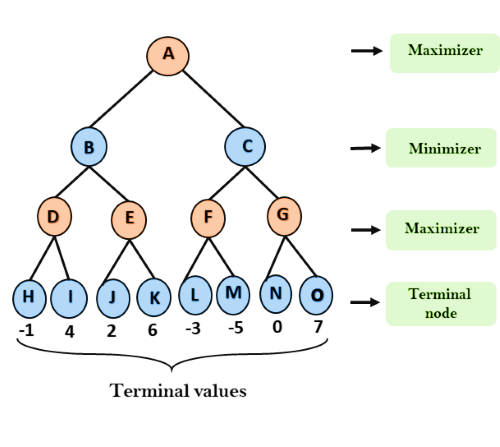 A
Maximizer
B
C
Minimizer
D
E
F
G
Maximizer
H
I
J
K
L
M
N
O
Terminal
node
-1
4
2
6
-3
-5
0
7
Terminal values